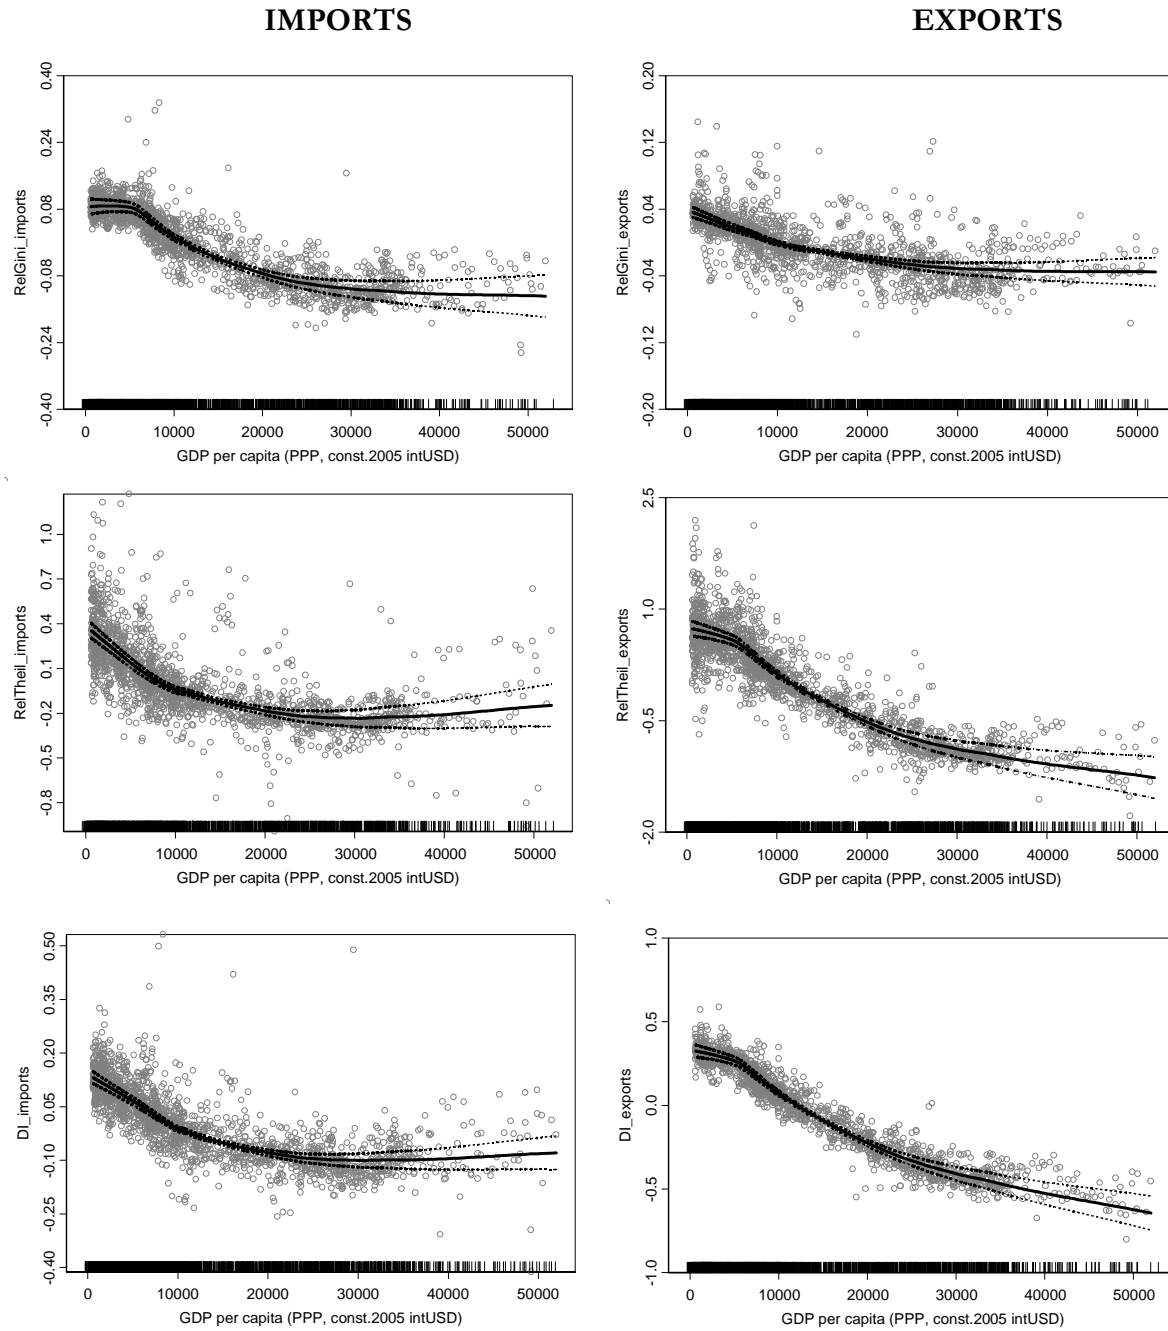 IMPORTS
EXPORTS
RelGini_imports
0.40
0.24
0.08
-0.08
-0.24
-0.40
0 10000 20000 30000 40000 50000
GDP per capita (PPP, const.2005 intUSD)
RelGini_exports
0.20
0.12
0.04
-0.04
-0.12
-0.20
0 10000 20000 30000 40000 50000
GDP per capita (PPP, const.2005 intUSD)
RelTheil_imports
1.0
0.7
0.4
0.1
-0.2
-0.5
-0.8
0 10000 20000 30000 40000 50000
GDP per capita (PPP, const.2005 intUSD)
RelTheil_exports
2.5
1.0
-0.5
-2.0
0 10000 20000 30000 40000 50000
GDP per capita (PPP, const.2005 intUSD)
DI_imports
0.50
0.35
0.20
0.05
-0.10
-0.25
-0.40
0 10000 20000 30000 40000 50000
GDP per capita (PPP, const.2005 intUSD)
DI_exports
1.0
0.5
0.0
-0.5
-1.0
0 10000 20000 30000 40000 50000
GDP per capita (PPP, const.2005 intUSD)